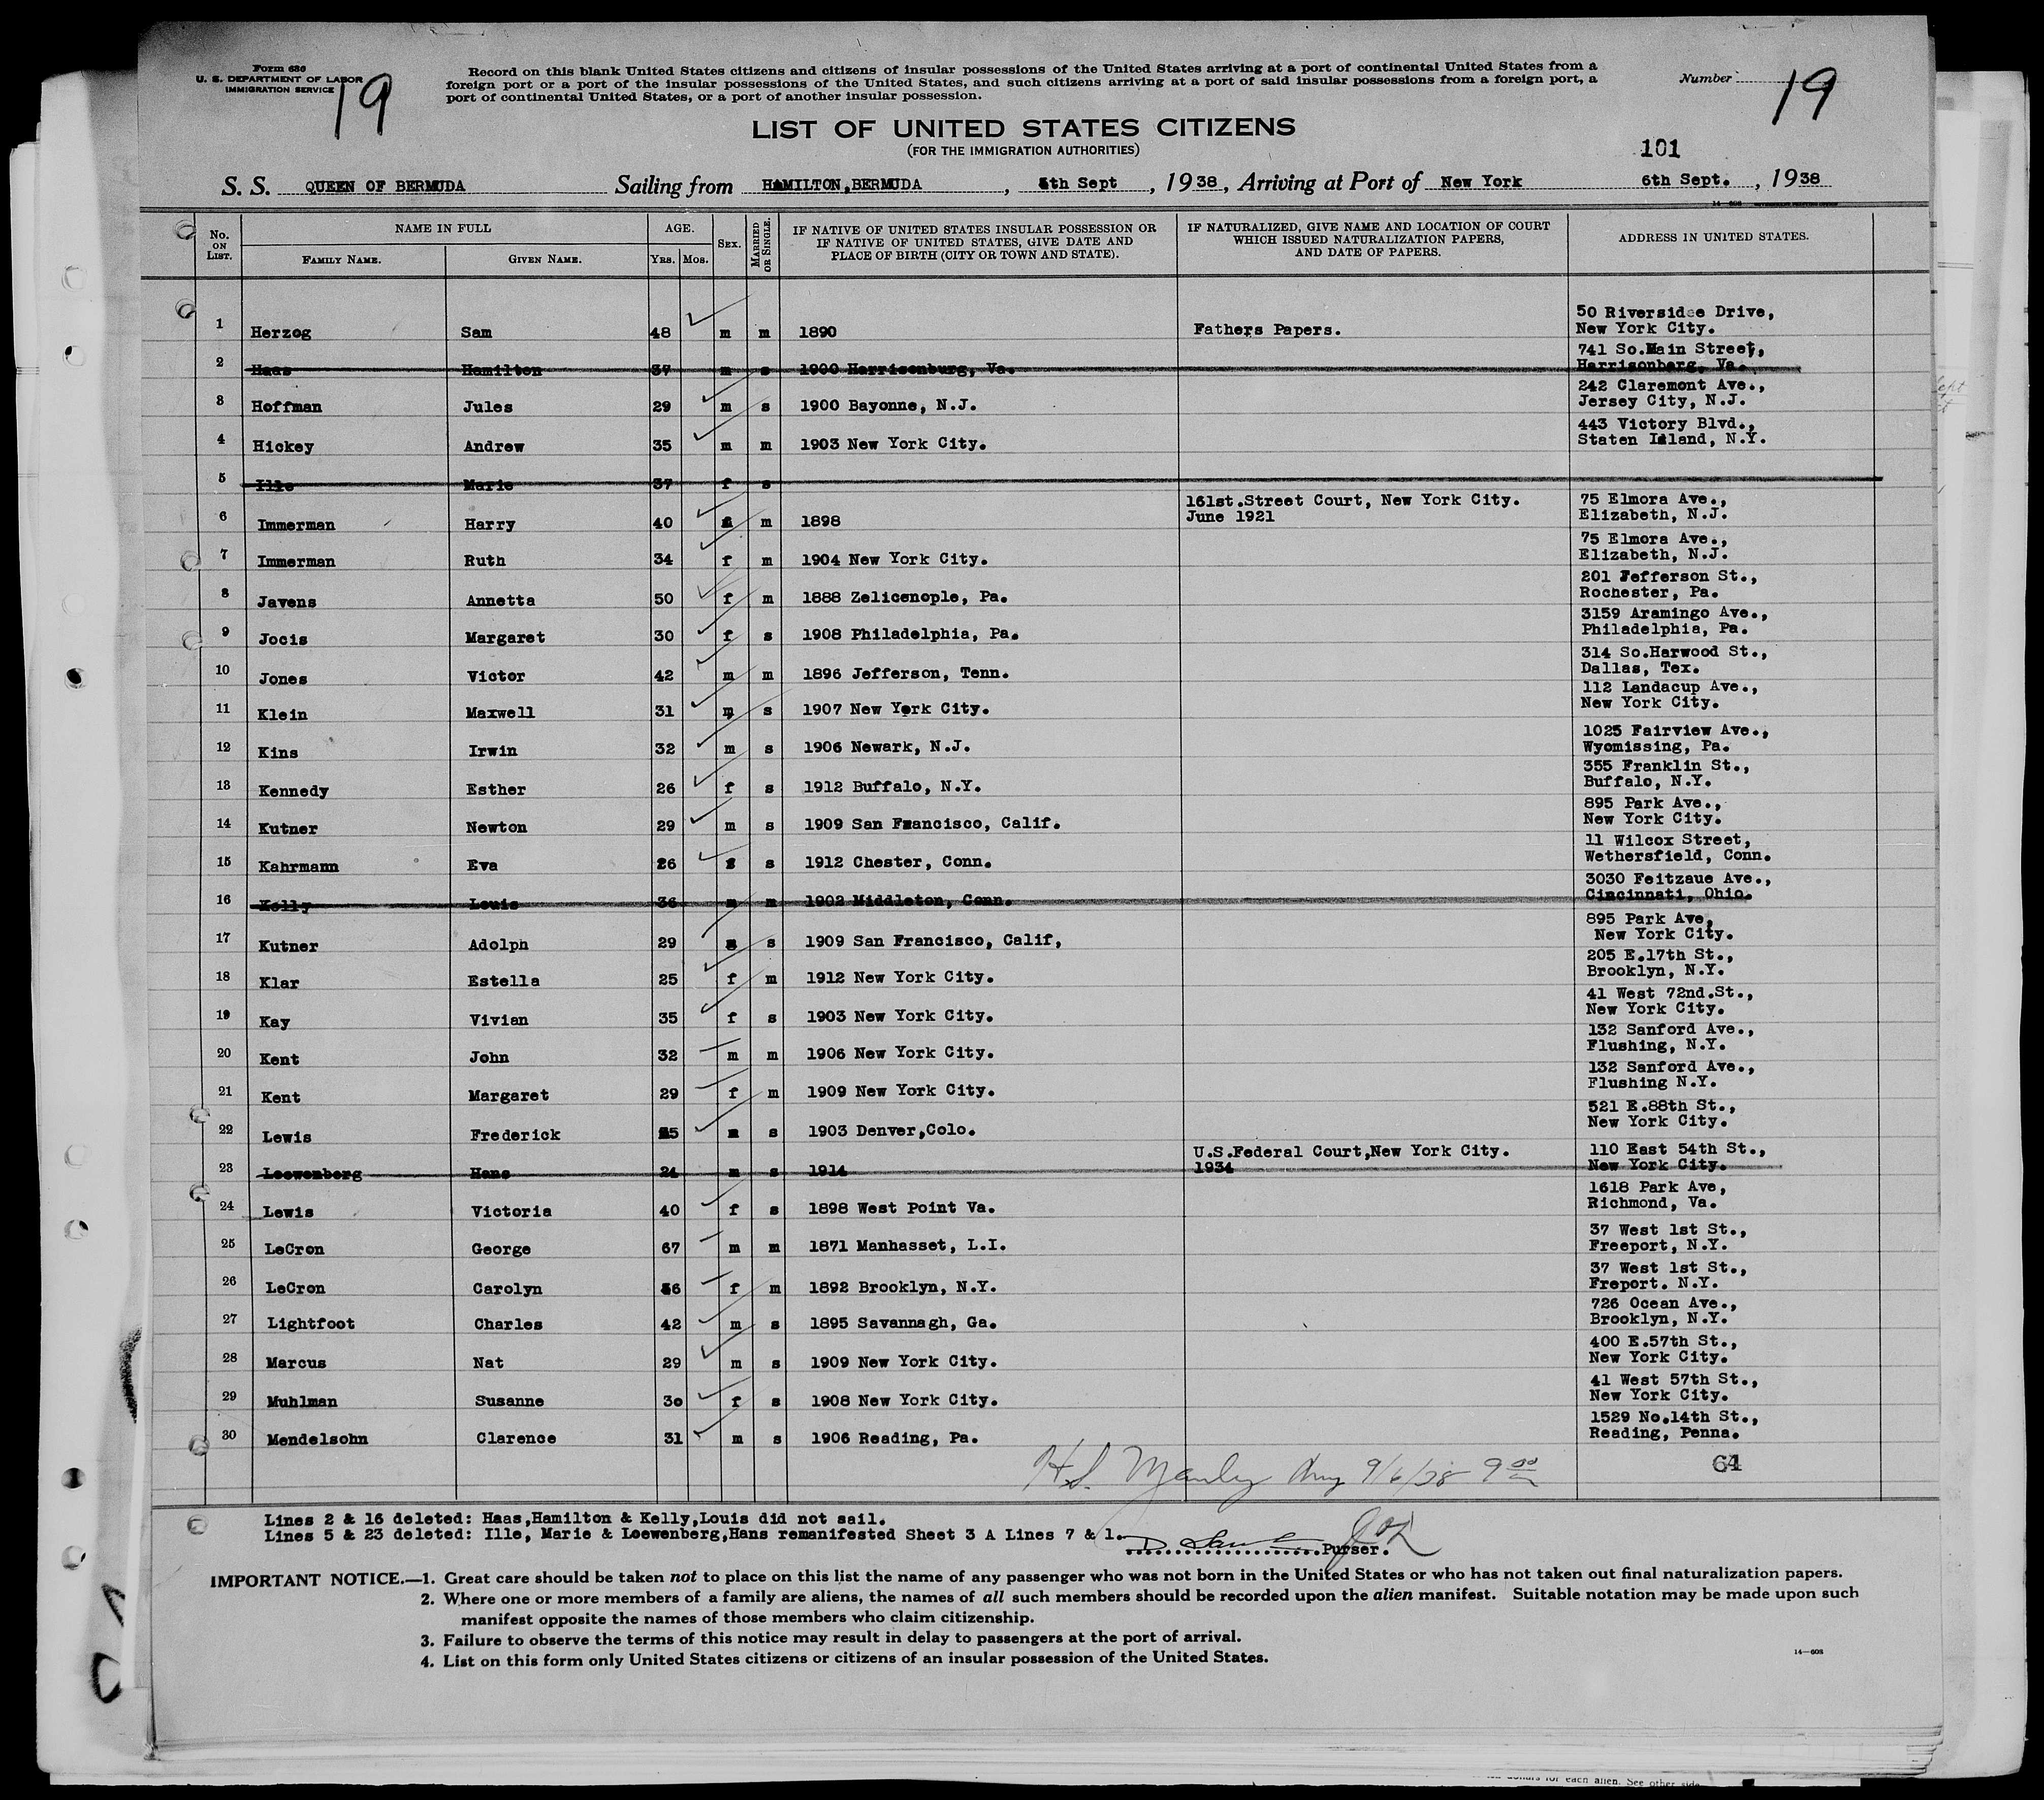 Form 630
U. S. DEPARTMENT OF LABOR
IMMIGRATION SERVICE
19
Record on this blank United States citizens and citizens of insular possessions of the United States arriving at a port of continental United States from a
foreign port or a port of the insular possessions of the United States, and such citizens arriving at a port of said insular possessions from a foreign port, a
port of continental United States, or a port of another insular possession.
Number 19
LIST OF UNITED STATES CITIZENS
(FOR THE IMMIGRATION AUTHORITIES)
101
S. S. QUEEN OF BERMUDA Sailing from HAMILTON,BERMUDA , 4th Sept , 1938, Arriving at Port of New York 6th Sept. , 1938
No. ON LIST. NAME IN FULL FAMILY NAME. GIVEN NAME. AGE. YRS. MOS. SEX. MARRIED OR SINGLE. IF NATIVE OF UNITED STATES INSULAR POSSESSION OR IF NATIVE OF UNITED STATES, GIVE DATE AND PLACE OF BIRTH (CITY OR TOWN AND STATE). IF NATURALIZED, GIVE NAME AND LOCATION OF COURT WHICH ISSUED NATURALIZATION PAPERS, AND DATE OF PAPERS. ADDRESS IN UNITED STATES.
50 Riverside Drive,
1 Herzog Sam 48 m m 1890 Fathers Papers. New York City.
741 So.Main Street,
2 Haas Hamilton 37 m s 1900 Harrisonburg, Va. Harrisonburg, Va.
242 Claremont Ave.,
3 Hoffman Jules 29 m s 1900 Bayonne, N.J. Jersey City, N.J.
443 Victory Blvd.,
4 Hickey Andrew 35 m m 1903 New York City. Staten Island, N.Y.
5 Ille Marie 37 f s
161st.Street Court, New York City. 75 Elmora Ave.,
6 Immerman Harry 40 m 1898 June 1921 Elizabeth, N.J.
75 Elmora Ave.,
7 Immerman Ruth 34 f m 1904 New York City. Elizabeth, N.J.
201 Jefferson St.,
8 Javens Annetta 50 f m 1888 Zelicenople, Pa. Rochester, Pa.
3159 Aramingo Ave.,
9 Jocis Margaret 30 f s 1908 Philadelphia, Pa. Philadelphia, Pa.
314 So.Harwood St.,
10 Jones Victor 42 m m 1896 Jefferson, Tenn. Dallas, Tex.
112 Landacup Ave.,
11 Klein Maxwell 31 m s 1907 New York City. New York City.
1025 Fairview Ave.,
12 Kins Irwin 32 m s 1906 Newark, N.J. Wyomissing, Pa.
355 Franklin St.,
13 Kennedy Esther 26 f s 1912 Buffalo, N.Y. Buffalo, N.Y.
895 Park Ave.,
14 Kutner Newton 29 m s 1909 San Francisco, Calif. New York City.
11 Wilcox Street,
15 Kahrmann Eva 26 s 1912 Chester, Conn. Wethersfield, Conn.
3030 Feitzaue Ave.,
16 Kelly Louis 36 m m 1902 Middleton, Conn. Cincinnati, Ohio.
895 Park Ave,
17 Kutner Adolph 29 s 1909 San Francisco, Calif, New York City.
205 E.17th St.,
18 Klar Estella 25 f m 1912 New York City. Brooklyn, N.Y.
41 West 72nd.St.,
19 Kay Vivian 35 f s 1903 New York City. New York City.
132 Sanford Ave.,
20 Kent John 32 m m 1906 New York City. Flushing, N.Y.
132 Sanford Ave.,
21 Kent Margaret 29 f m 1909 New York City. Flushing N.Y.
521 E.88th St.,
22 Lewis Frederick m s 1903 Denver,Colo. New York City.
U.S.Federal Court,New York City. 110 East 54th St.,
23 Loewenberg Hans 24 m s 1914 1934 New York City.
1618 Park Ave,
24 Lewis Victoria 40 f s 1898 West Point Va. Richmond, Va.
37 West 1st St.,
25 LeCron George 67 m m 1871 Manhasset, L.I. Freeport, N.Y.
37 West 1st St.,
26 LeCron Carolyn f m 1892 Brooklyn, N.Y. Freport. N.Y.
726 Ocean Ave.,
27 Lightfoot Charles 42 m s 1895 Savannagh, Ga. Brooklyn, N.Y.
400 E.57th St.,
28 Marcus Nat 29 m s 1909 New York City. New York City.
41 West 57th St.,
29 Muhlman Susanne 30 f s 1908 New York City. New York City.
1529 No.14th St.,
30 Mendelsohn Clarence 31 m s 1906 Reading, Pa. Reading, Penna.
9/6/38 9 00
64
Lines 2 & 16 deleted: Haas,Hamilton & Kelly,Louis did not sail.
Lines 5 & 23 deleted: Ille, Marie & Loewenberg,Hans remanifested Sheet 3 A Lines 7 & 1.
Purser.
IMPORTANT NOTICE.—1. Great care should be taken not to place on this list the name of any passenger who was not born in the United States or who has not taken out final naturalization papers.
2. Where one or more members of a family are aliens, the names of all such members should be recorded upon the alien manifest. Suitable notation may be made upon such
manifest opposite the names of those members who claim citizenship.
3. Failure to observe the terms of this notice may result in delay to passengers at the port of arrival.
4. List on this form only United States citizens or citizens of an insular possession of the United States.
14—608
for each alien. See other side